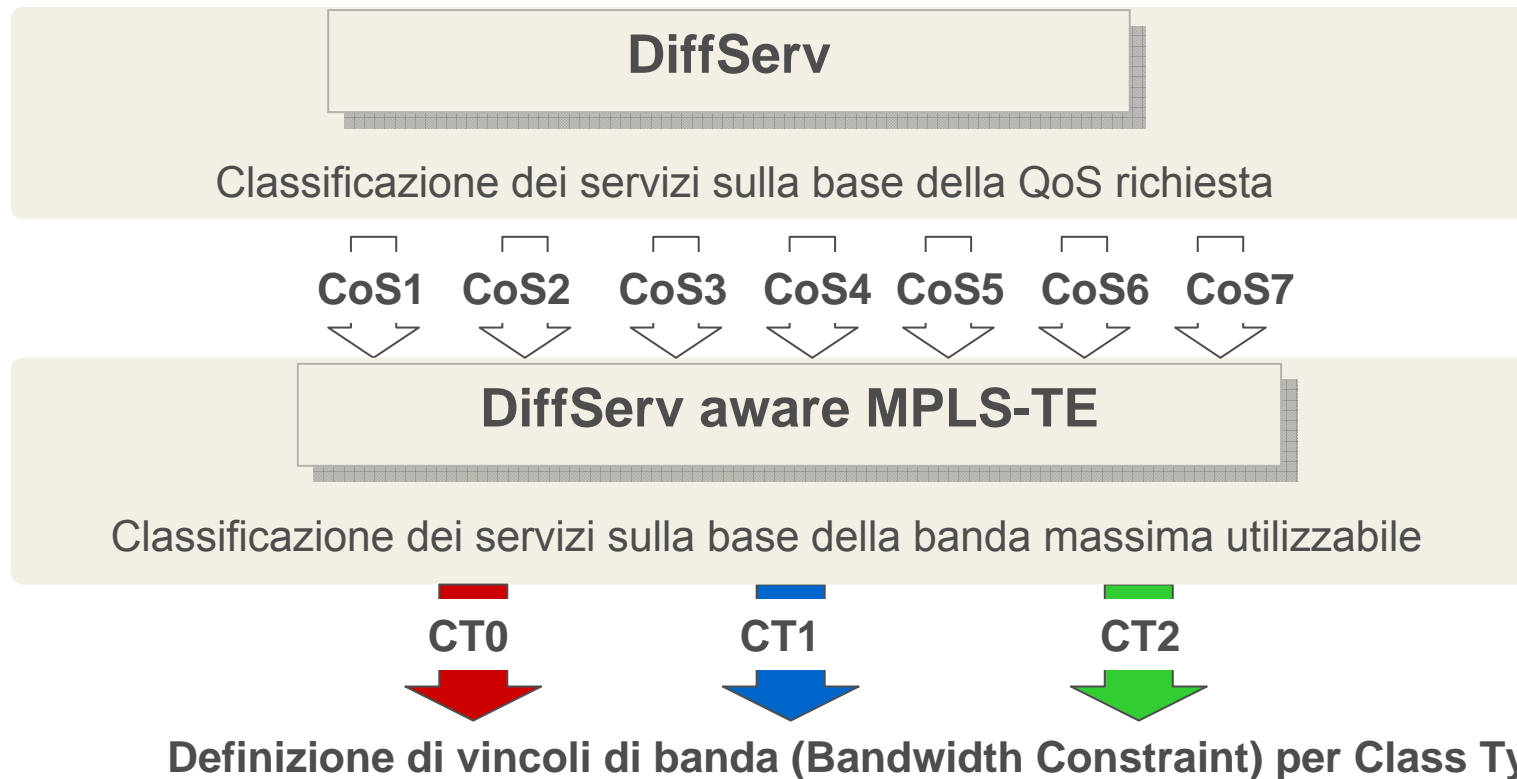 DiffServ
Classificazione dei servizi sulla base della QoS richiesta
CoS1 CoS2 CoS3 CoS4 CoS5 CoS6 CoS7
DiffServ aware MPLS-TE
Classificazione dei servizi sulla base della banda massima utilizzabile
CT0 CT1 CT2
Definizione di vincoli di banda (Bandwidth Constraint) per Class Ty